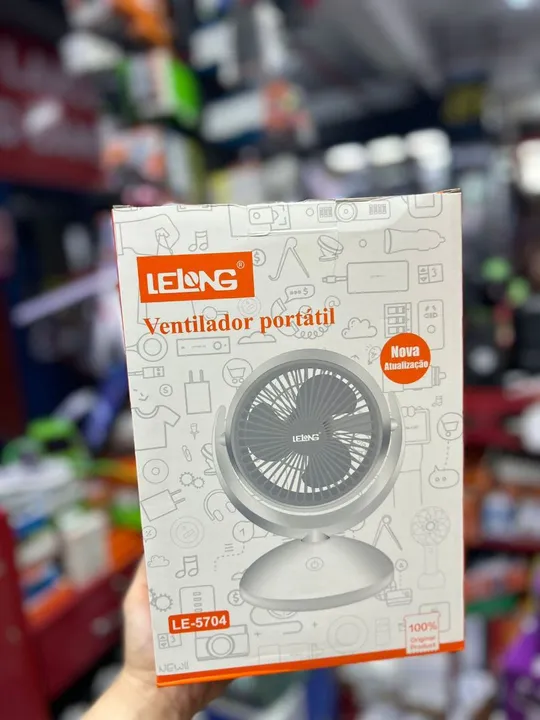 LELONG®
Ventilador portátil
Nova
Atualização
LELONG
LE-5704
100%
Original
Product